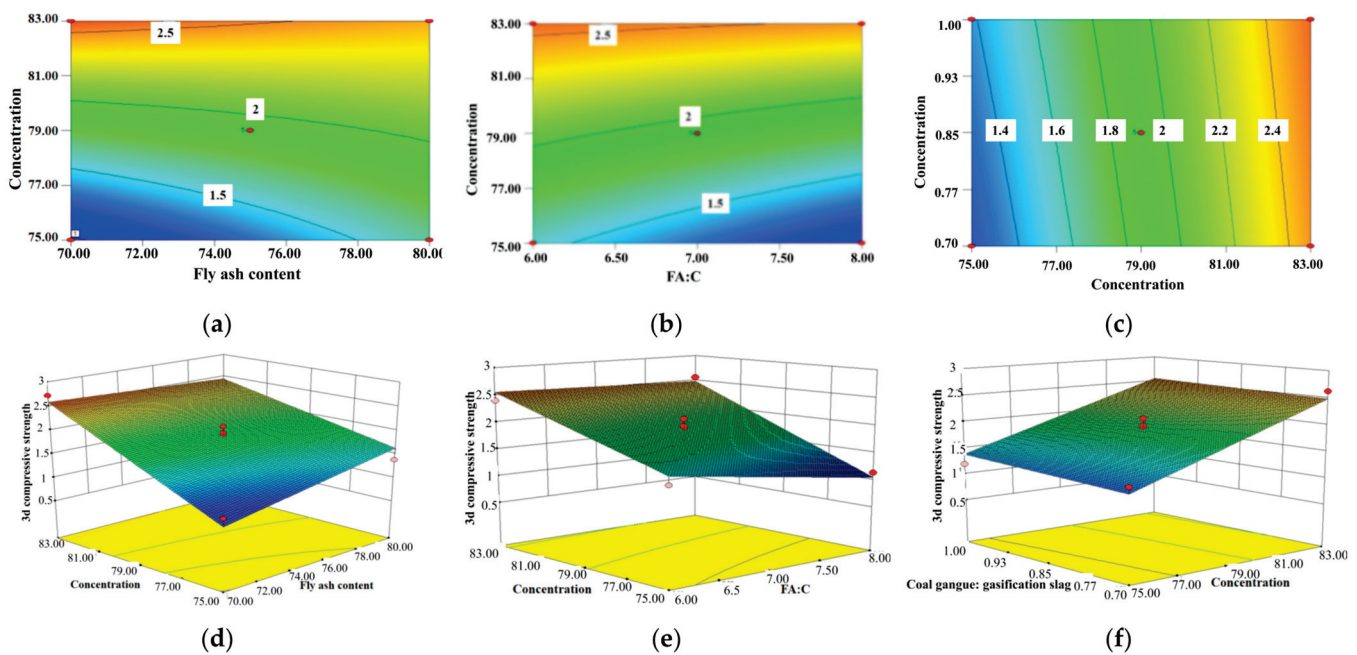 83.00
81.00
79.00
77.00
75.00
Concentration
2.5
2
1.5
5
70.00 72.00 74.00 76.00 78.00 80.00
Fly ash content
(a)
83.00
81.00
79.00
77.00
75.00
Concentration
2.5
2
1.5
6.00 6.50 7.00 7.50 8.00
FA:C
(b)
1.00
0.93
0.85
0.77
0.70
Concentration
1.4 1.6 1.8 2 2.2 2.4
75.00 77.00 79.00 81.00 83.00
Concentration
(c)
3d compressive strength
3
2.5
2
1.5
1
0.5
83.00
81.00
79.00
77.00
75.00
Concentration
70.00
72.00
74.00
76.00
78.00
80.00
Fly ash content
(d)
3d compressive strength
3
2.5
2
1.5
1
0.5
83.00
81.00
79.00
77.00
75.00
Concentration
6.00
6.5
7.00
7.50
8.00
FA:C
(e)
3d compressive strength
3
2.5
2
1.5
1
0.5
1.00
0.93
0.85
0.77
0.70
Coal gangue: gasification slag
75.00
77.00
79.00
81.00
83.00
Concentration
(f)